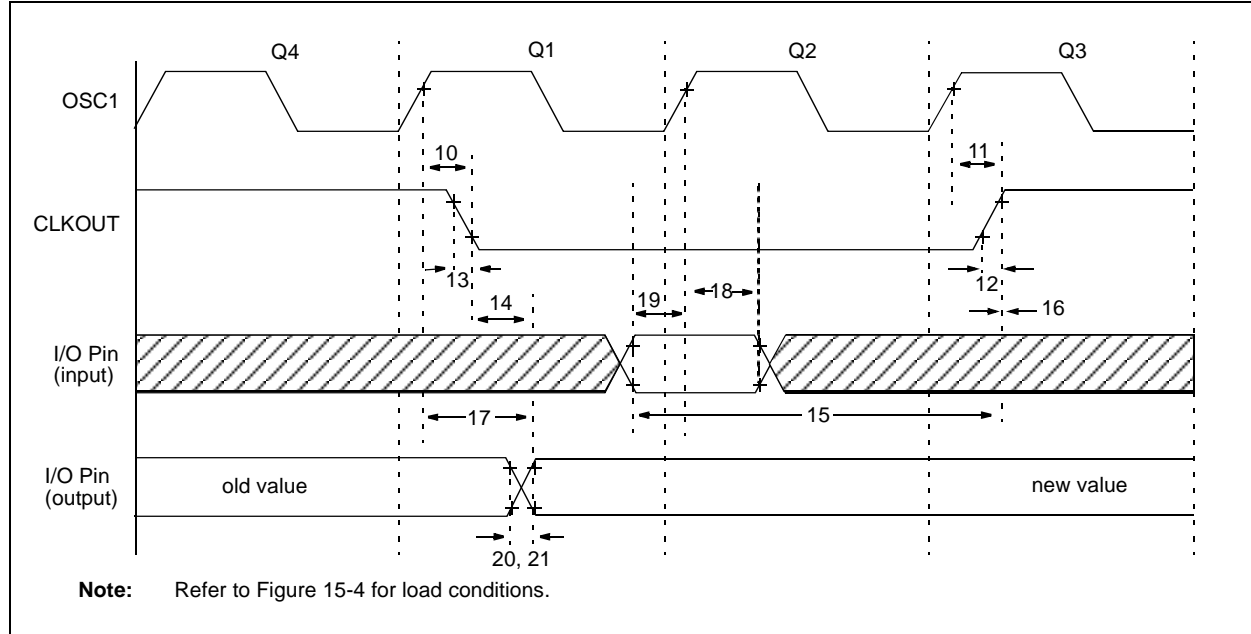 Q4 Q1 Q2 Q3
OSC1
10 11
CLKOUT
13 12
14 19 18 16
I/O Pin
(input)
17 15
I/O Pin
(output)
old value new value
20, 21
Note: Refer to Figure 15-4 for load conditions.